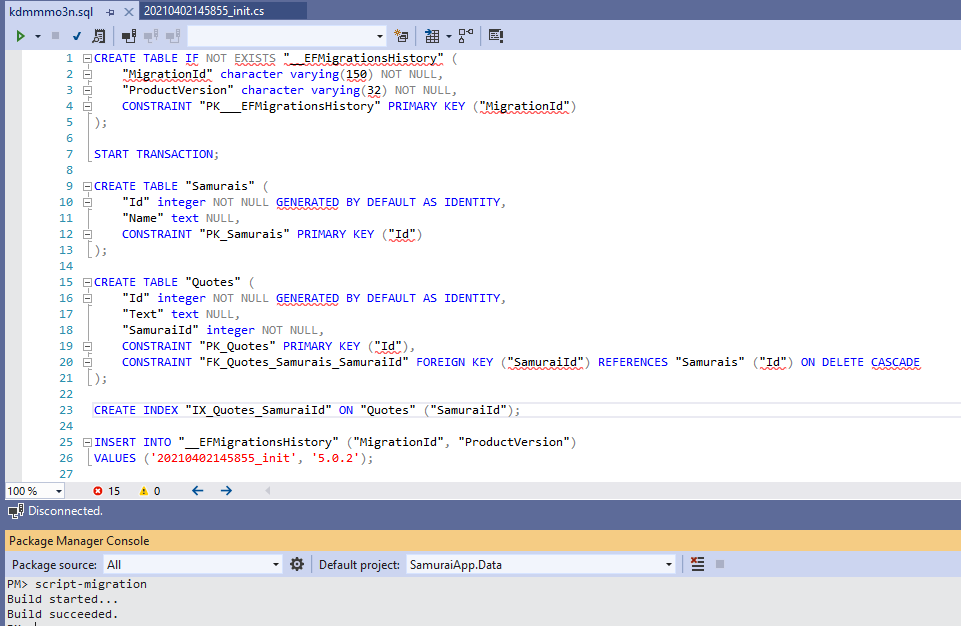 kdmmmo3n.sql 20210402145855_init.cs
1 CREATE TABLE IF NOT EXISTS "__EFMigrationsHistory" (
2 "MigrationId" character varying(150) NOT NULL,
3 "ProductVersion" character varying(32) NOT NULL,
4 CONSTRAINT "PK___EFMigrationsHistory" PRIMARY KEY ("MigrationId")
5 );
6
7 START TRANSACTION;
8
9 CREATE TABLE "Samurais" (
10 "Id" integer NOT NULL GENERATED BY DEFAULT AS IDENTITY,
11 "Name" text NULL,
12 CONSTRAINT "PK_Samurais" PRIMARY KEY ("Id")
13 );
14
15 CREATE TABLE "Quotes" (
16 "Id" integer NOT NULL GENERATED BY DEFAULT AS IDENTITY,
17 "Text" text NULL,
18 "SamuraiId" integer NOT NULL,
19 CONSTRAINT "PK_Quotes" PRIMARY KEY ("Id"),
20 CONSTRAINT "FK_Quotes_Samurais_SamuraiId" FOREIGN KEY ("SamuraiId") REFERENCES "Samurais" ("Id") ON DELETE CASCADE
21 );
22
23 CREATE INDEX "IX_Quotes_SamuraiId" ON "Quotes" ("SamuraiId");
24
25 INSERT INTO "__EFMigrationsHistory" ("MigrationId", "ProductVersion")
26 VALUES ('20210402145855_init', '5.0.2');
27
100 % 15 0
Disconnected.
Package Manager Console
Package source: All Default project: SamuraiApp.Data
PM> script-migration
Build started...
Build succeeded.